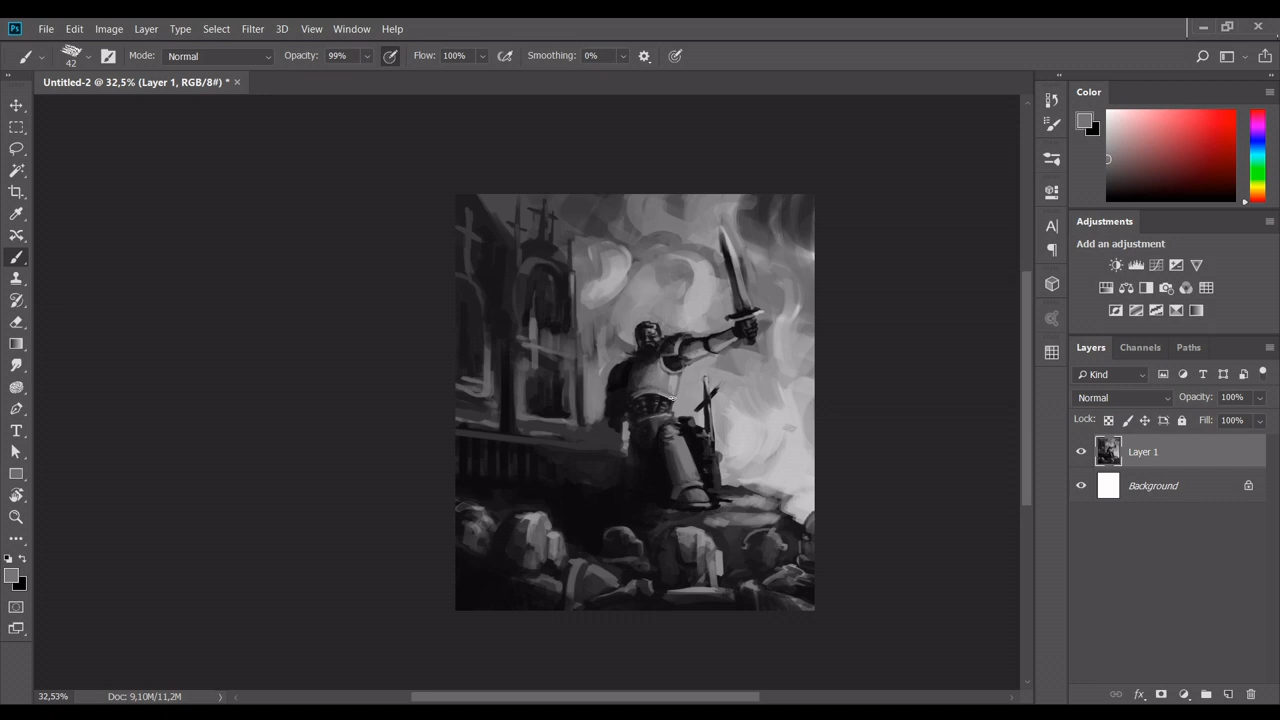 Ps File Edit Image Layer Type Select Filter 3D View Window Help
42 Mode: Normal Opacity: 99% Flow: 100% Smoothing: 0%
Untitled-2 @ 32,5% (Layer 1, RGB/8#) * ×
Color
Adjustments
Add an adjustment
Layers Channels Paths
Kind
Normal Opacity: 100%
Lock: Fill: 100%
Layer 1
Background
32,53% Doc: 9,10M/11,2M